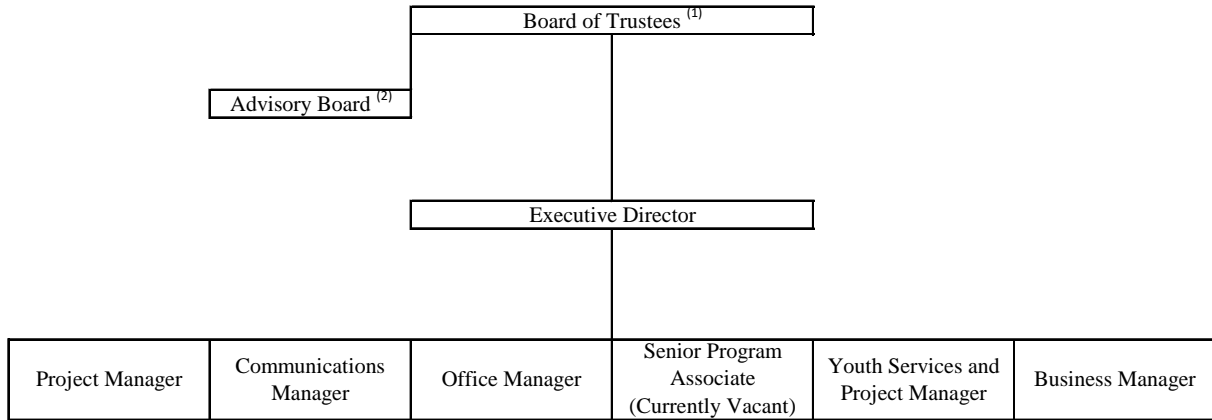 Board of Trustees (1)
Advisory Board (2)
Executive Director
Project Manager
Communications
Manager
Office Manager
Senior Program
Associate
(Currently Vacant)
Youth Services and
Project Manager
Business Manager